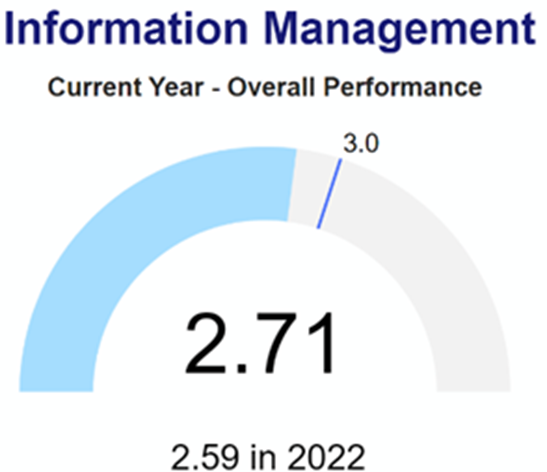 Information Management
Current Year - Overall Performance
3.0
2.71
2.59 in 2022